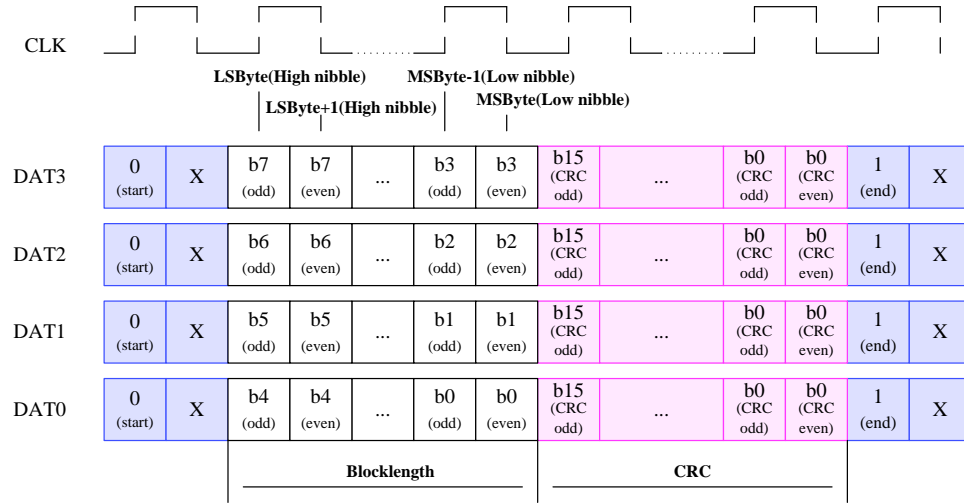 CLK
LSByte(High nibble) MSByte-1(Low nibble)
LSByte+1(High nibble) MSByte(Low nibble)
DAT3 0 (start) X b7 (odd) b7 (even) ... b3 (odd) b3 (even) b15 (CRC odd) ... b0 (CRC odd) b0 (CRC even) 1 (end) X
DAT2 0 (start) X b6 (odd) b6 (even) ... b2 (odd) b2 (even) b15 (CRC odd) ... b0 (CRC odd) b0 (CRC even) 1 (end) X
DAT1 0 (start) X b5 (odd) b5 (even) ... b1 (odd) b1 (even) b15 (CRC odd) ... b0 (CRC odd) b0 (CRC even) 1 (end) X
DAT0 0 (start) X b4 (odd) b4 (even) ... b0 (odd) b0 (even) b15 (CRC odd) ... b0 (CRC odd) b0 (CRC even) 1 (end) X
Blocklength CRC